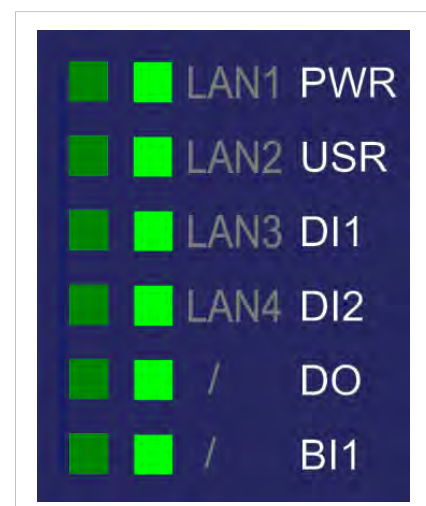 LAN1 PWR
LAN2 USR
LAN3 DI1
LAN4 DI2
/ DO
/ BI1